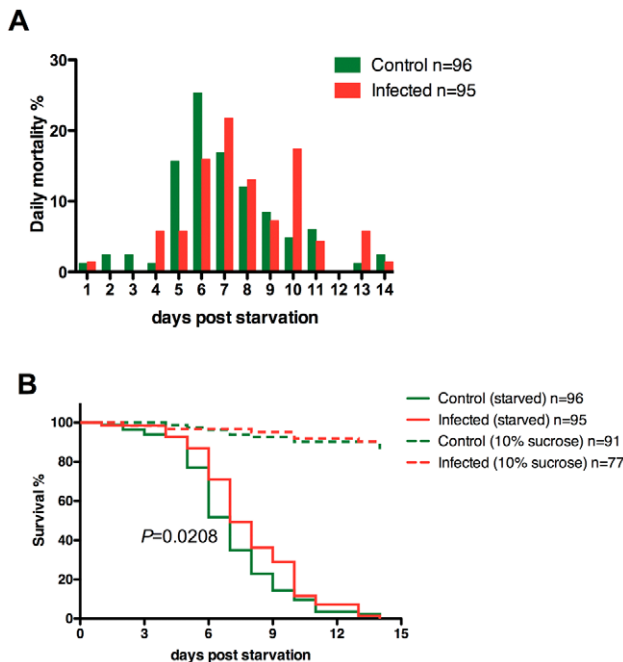 A
Daily mortality %
30
20
10
0
1 2 3 4 5 6 7 8 9 10 11 12 13 14
days post starvation
Control n=96
Infected n=95
B
Survival %
100
80
60
40
20
0
P=0.0208
0 3 6 9 12 15
days post starvation
Control (starved) n=96
Infected (starved) n=95
Control (10% sucrose) n=91
Infected (10% sucrose) n=77